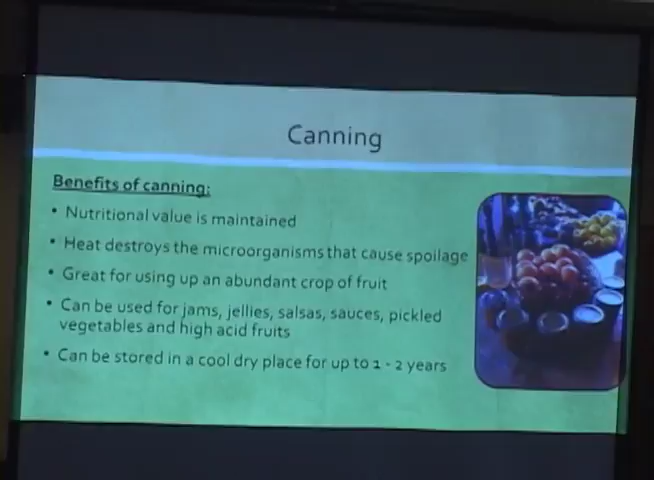 Canning
Benefits of canning:
• Nutritional value is maintained
• Heat destroys the microorganisms that cause spoilage
• Great for using up an abundant crop of fruit
• Can be used for jams, jellies, salsas, sauces, pickled
vegetables and high acid fruits
• Can be stored in a cool dry place for up to 1 - 2 years